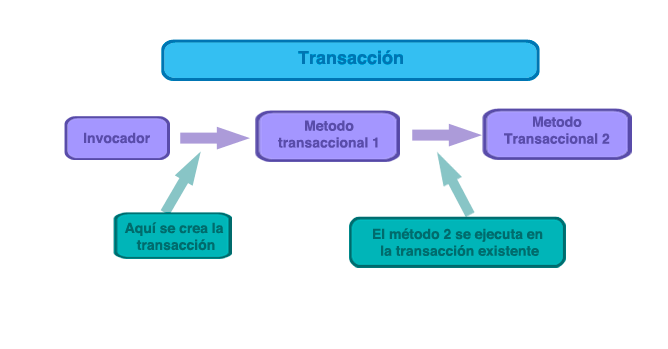 Transacción
Invocador
Metodo
transaccional 1
Metodo
Transaccional 2
Aquí se crea la
transacción
El método 2 se ejecuta en
la transacción existente